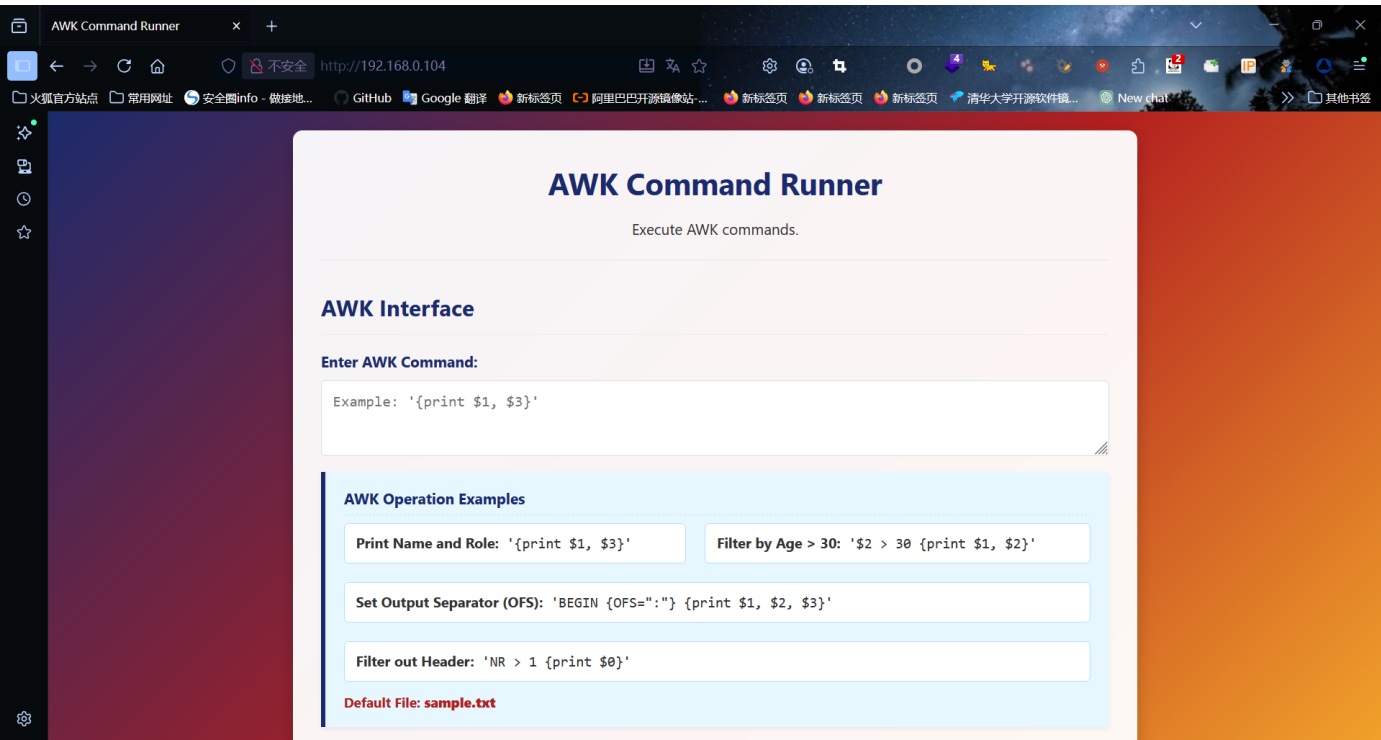 AWK Command Runner
不安全 http://192.168.0.104
4
2
IP
火狐官方站点 常用网址 安全圈info - 做接地... GitHub Google 翻译 新标签页 阿里巴巴开源镜像站-... 新标签页 新标签页 新标签页 清华大学开源软件镜... New chat 其他书签
AWK Command Runner
Execute AWK commands.
AWK Interface
Enter AWK Command:
Example: '{print $1, $3}'
AWK Operation Examples
Print Name and Role: '{print $1, $3}' Filter by Age > 30: '$2 > 30 {print $1, $2}'
Set Output Separator (OFS): 'BEGIN {OFS=":"} {print $1, $2, $3}'
Filter out Header: 'NR > 1 {print $0}'
Default File: sample.txt